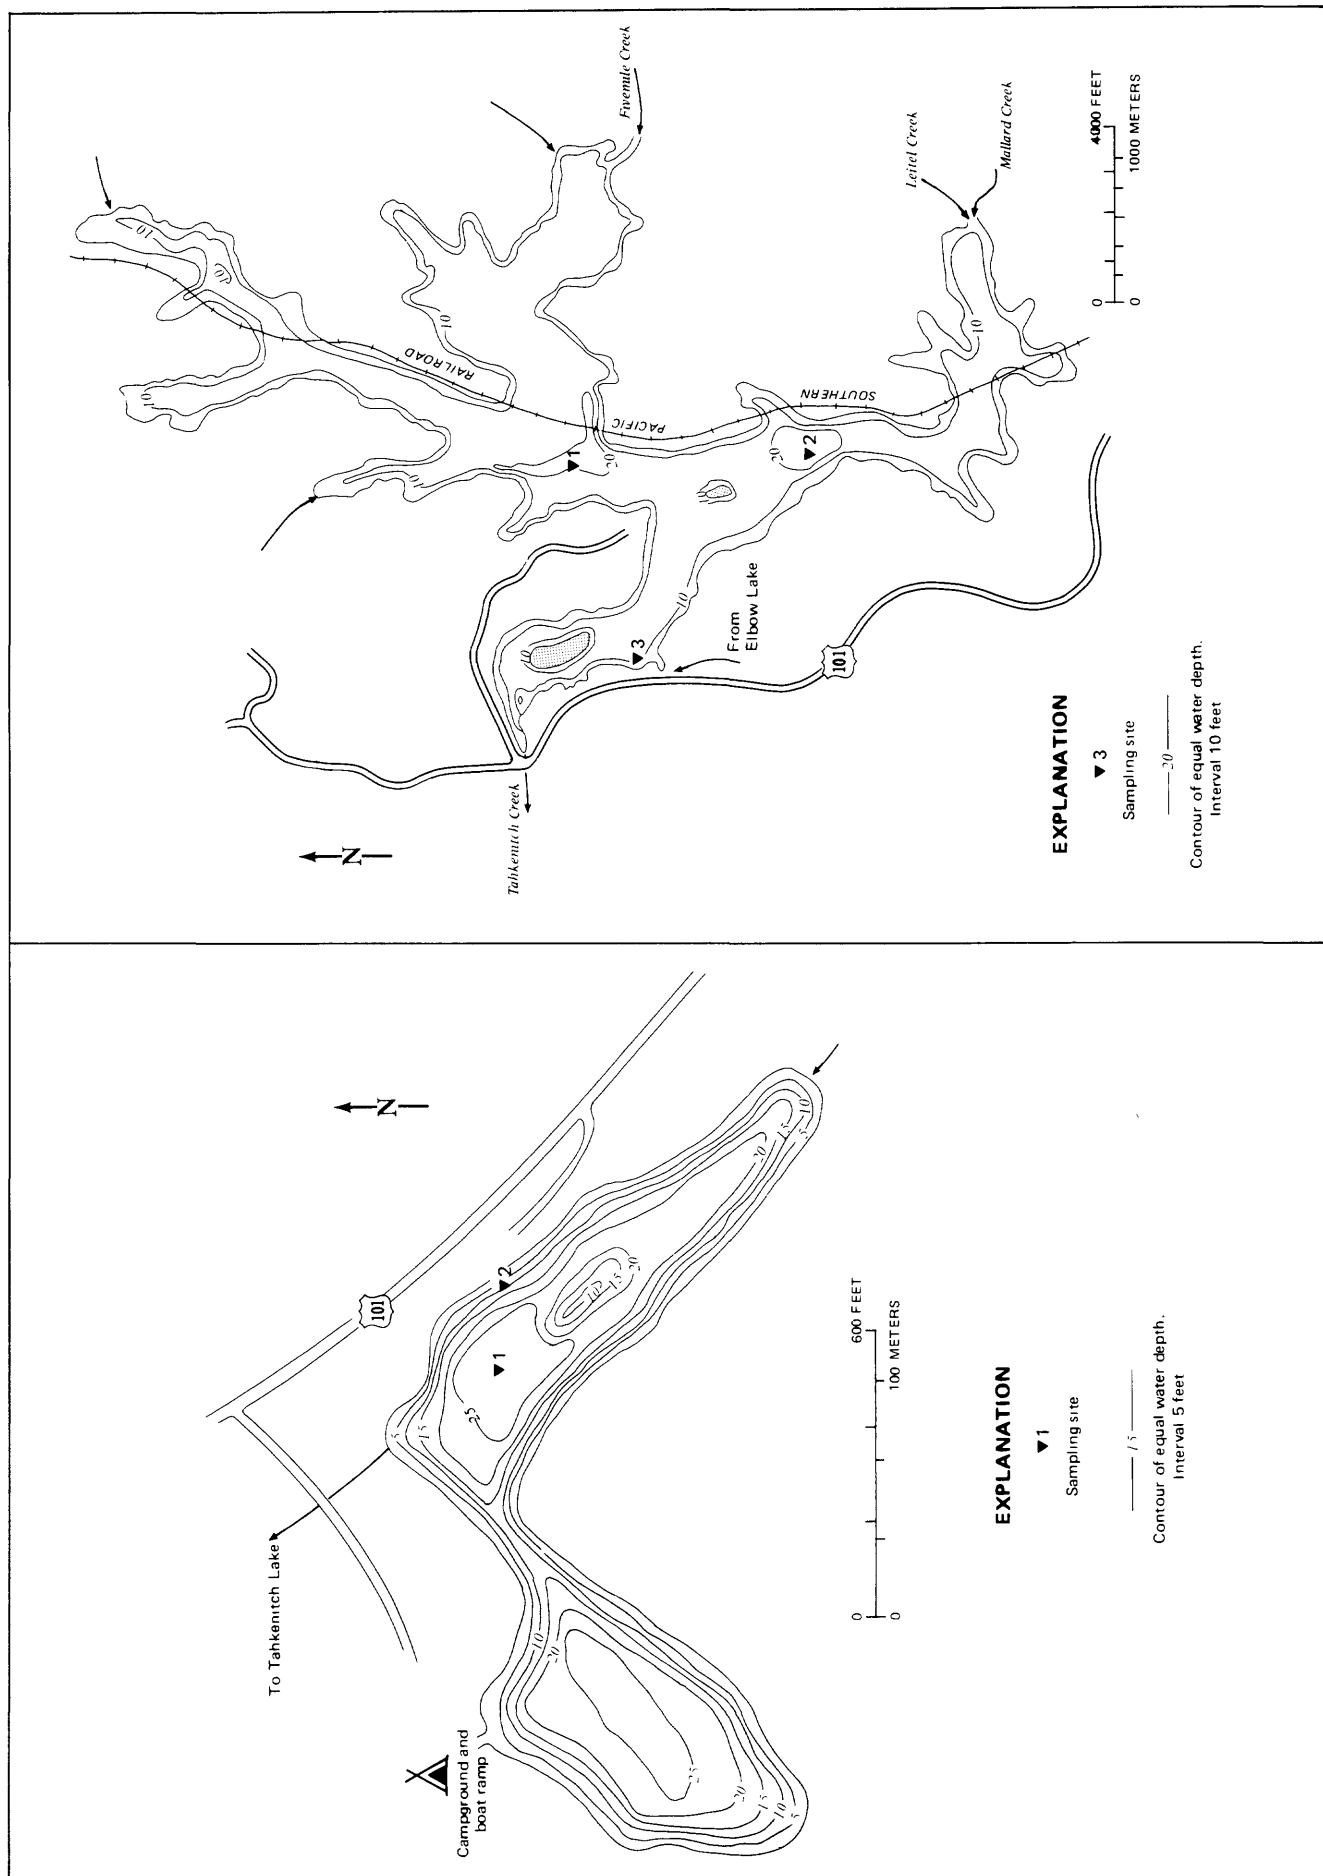 Fivemile Creek
4000 FEET
1000 METERS
0
0
Leitel Creek
Mallard Creek
10
10
10
10
10
10
10
10
RAILROAD
PACIFIC
SOUTHERN
20
20
▼1
▼2
▼3
From
Elbow Lake
101
Tahkenitch Creek
N
EXPLANATION
▼3
Sampling site
20
Contour of equal water depth.
Interval 10 feet
N
101
To Tahkenitch Lake
Campground and
boat ramp
▼2
▼1
5
15
25
10
15
20
20
15
10
5
10
20
25
20
15
10
5
600 FEET
100 METERS
0
0
EXPLANATION
▼1
Sampling site
15
Contour of equal water depth.
Interval 5 feet